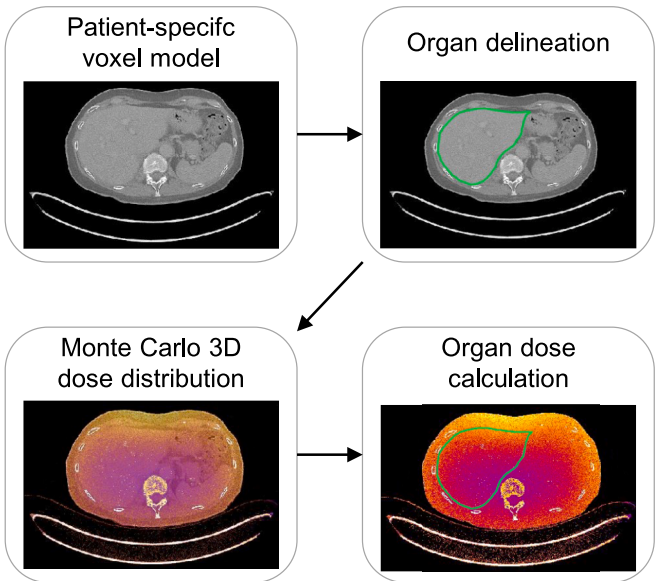 Patient-specifc
voxel model
Organ delineation
Monte Carlo 3D
dose distribution
Organ dose
calculation